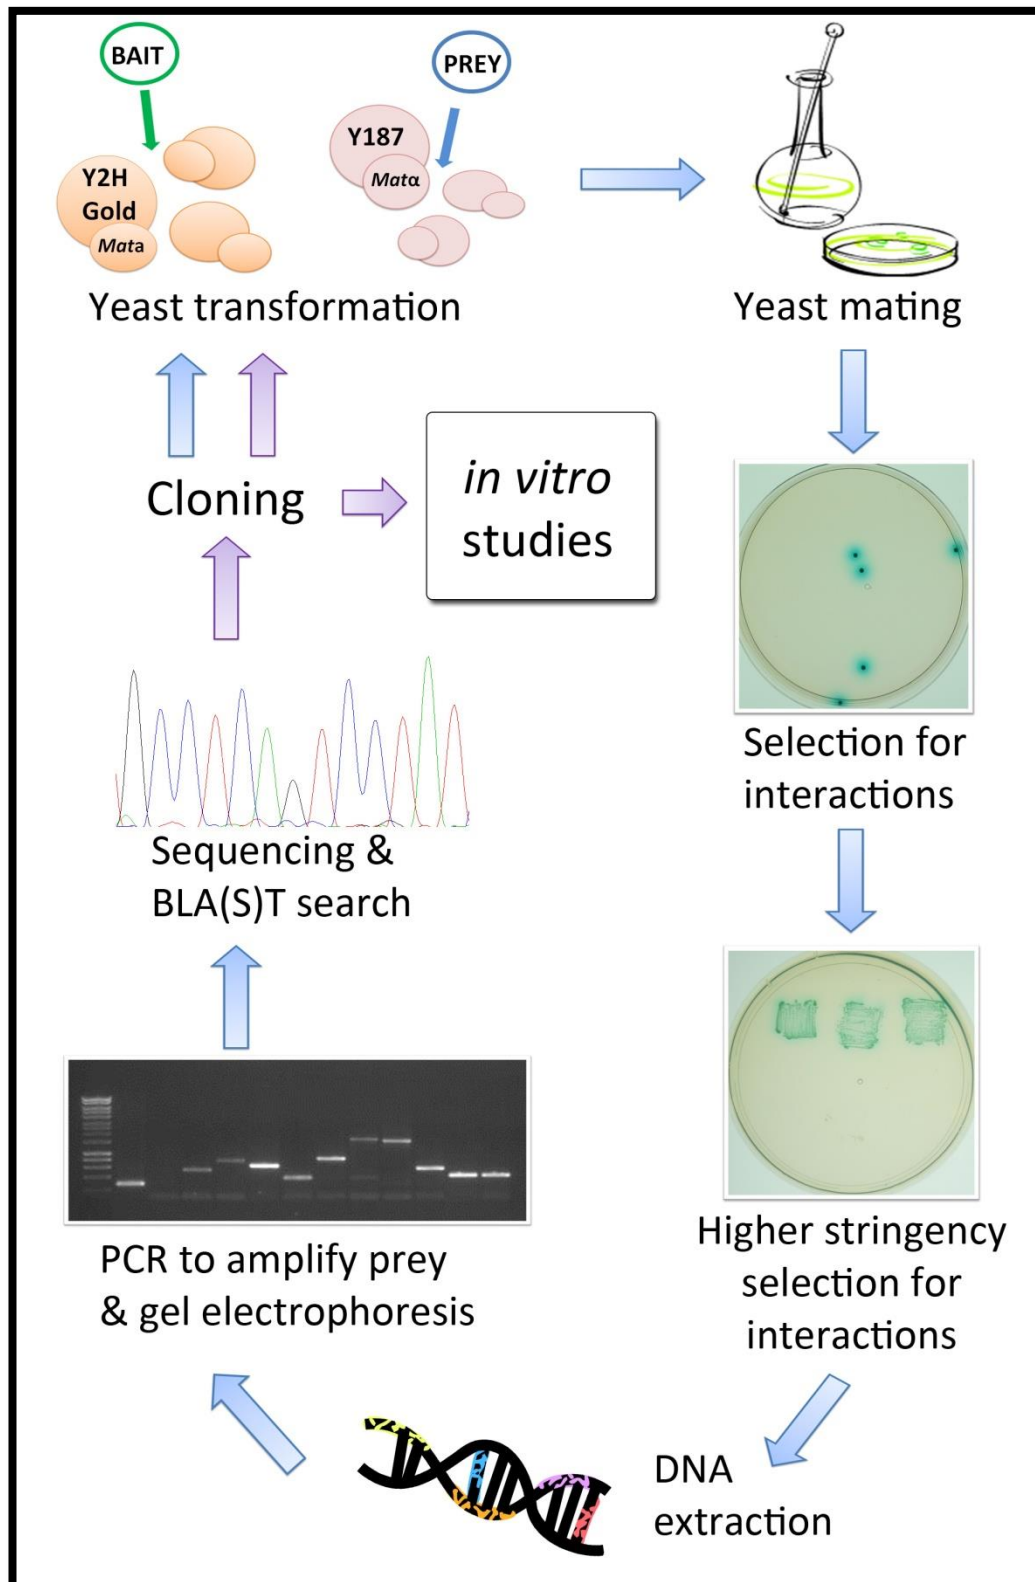 BAIT
PREY
Y2H
Gold
Mata
Y187
Matα
Yeast transformation
Yeast mating
Cloning
in vitro
studies
Selection for
interactions
Sequencing &
BLA(S)T search
Higher stringency
selection for
interactions
PCR to amplify prey
& gel electrophoresis
DNA
extraction